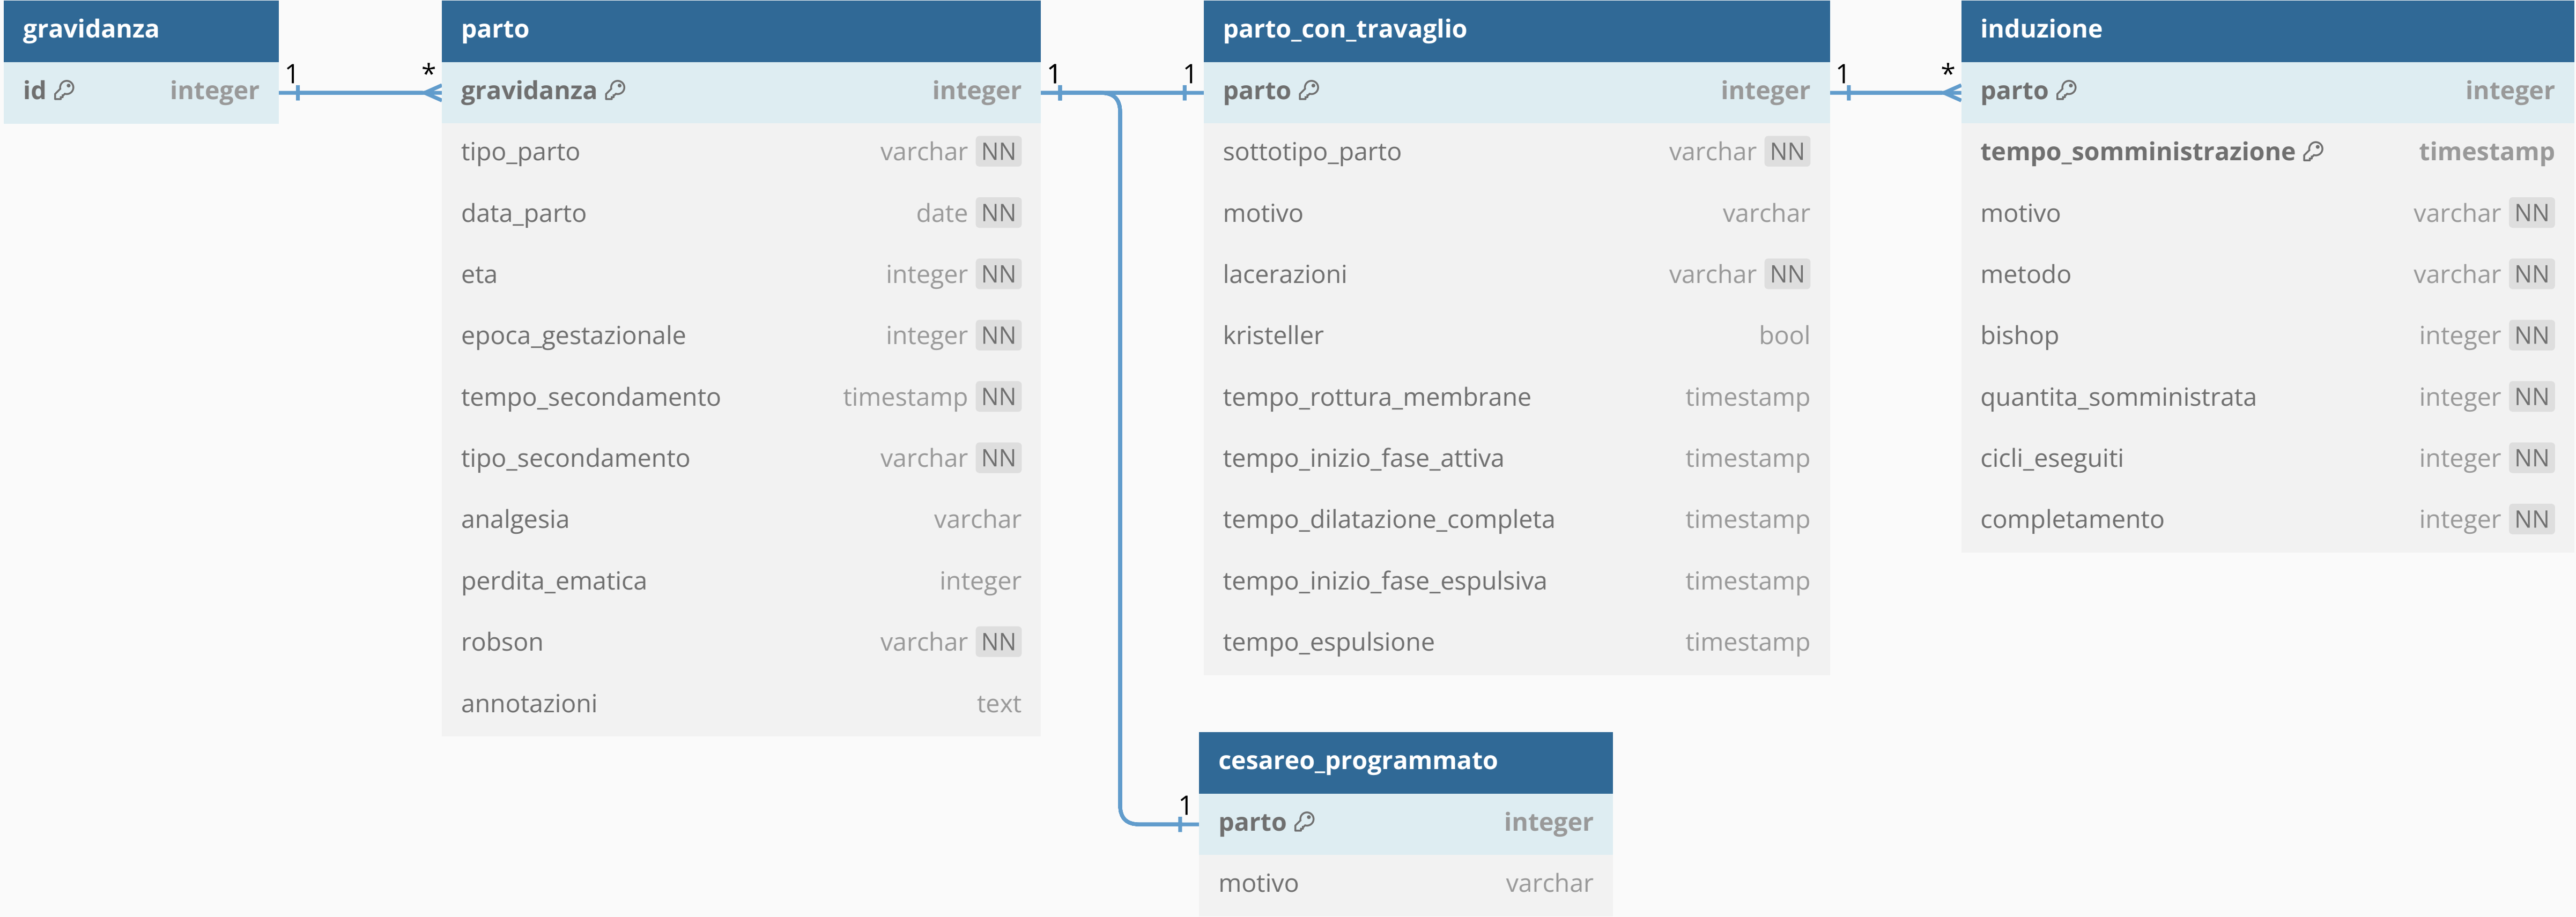 gravidanza
id integer
1 *
parto
gravidanza integer
tipo_parto varchar NN
data_parto date NN
eta integer NN
epoca_gestazionale integer NN
tempo_secondamento timestamp NN
tipo_secondamento varchar NN
analgesia varchar
perdita_ematica integer
robson varchar NN
annotazioni text
1 1
parto_con_travaglio
parto integer
sottotipo_parto varchar NN
motivo varchar
lacerazioni varchar NN
kristeller bool
tempo_rottura_membrane timestamp
tempo_inizio_fase_attiva timestamp
tempo_dilatazione_completa timestamp
tempo_inizio_fase_espulsiva timestamp
tempo_espulsione timestamp
1 *
induzione
parto integer
tempo_somministrazione timestamp
motivo varchar NN
metodo varchar NN
bishop integer NN
quantita_somministrata integer NN
cicli_eseguiti integer NN
completamento integer NN
1
cesareo_programmato
parto integer
motivo varchar